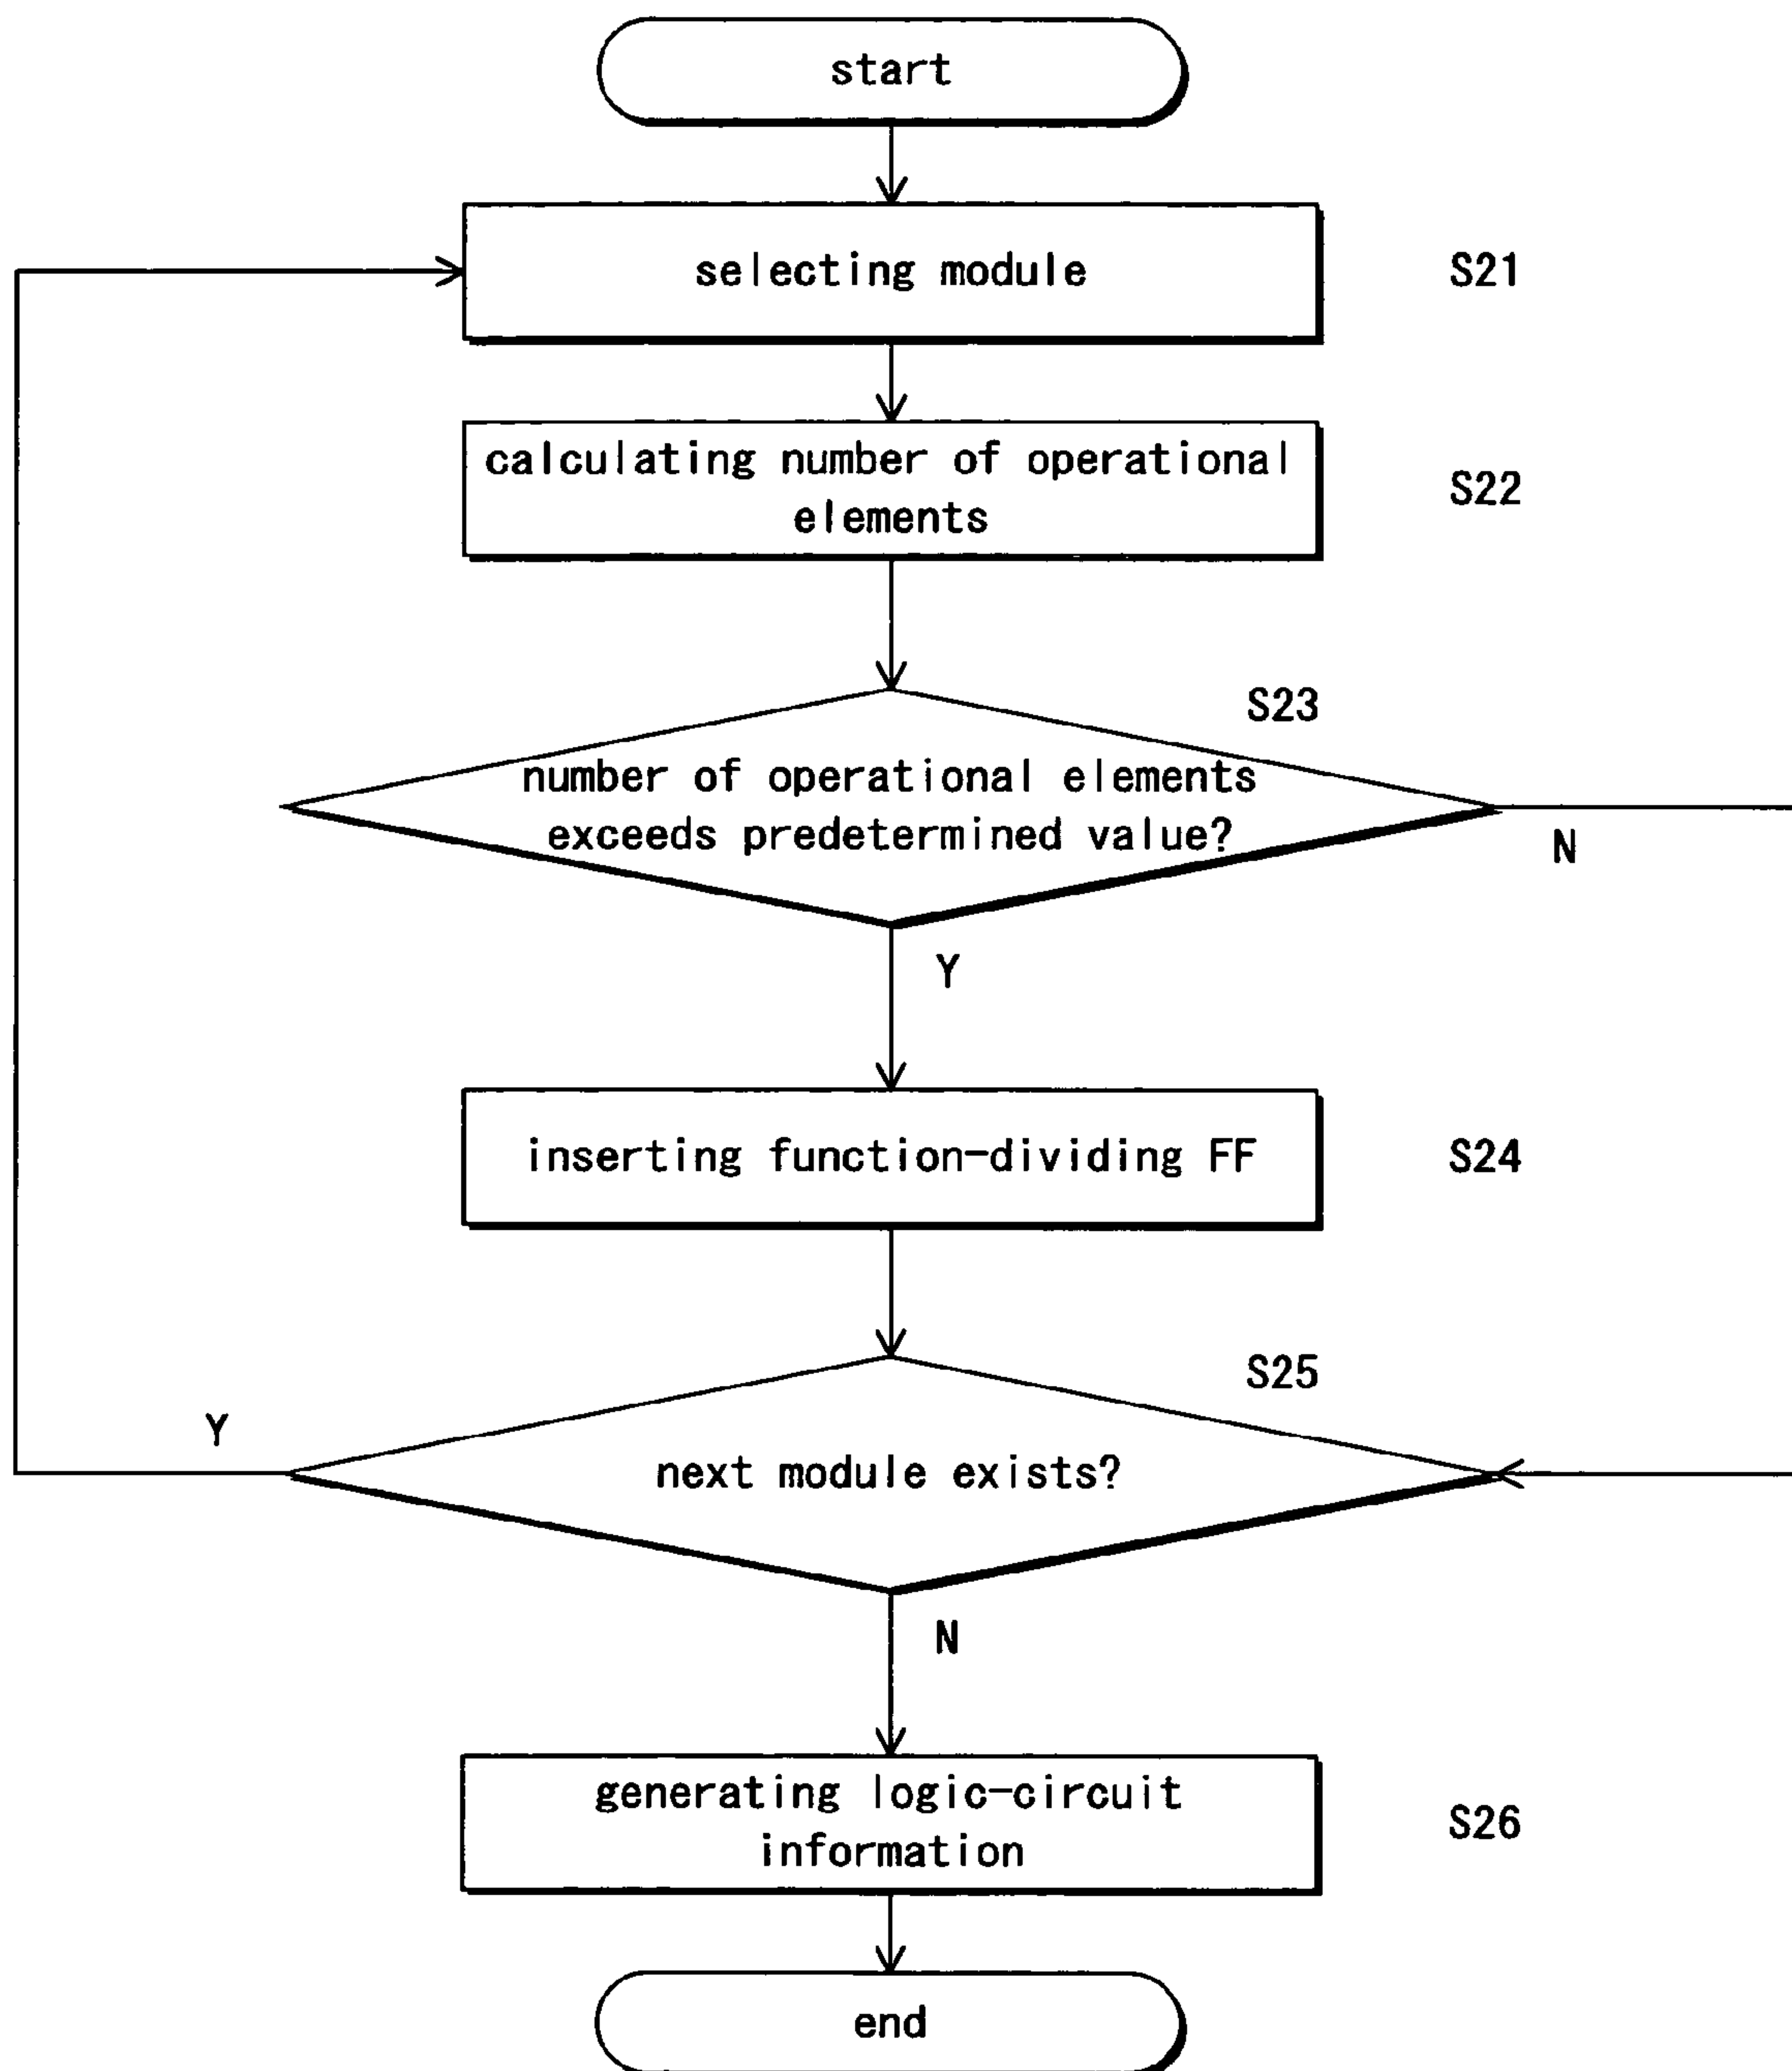 start
selecting module
S21
calculating number of operational
elements
S22
S23
number of operational elements
exceeds predetermined value?
N
Y
inserting function-dividing FF
S24
S25
Y
next module exists?
N
generating logic-circuit
information
S26
end